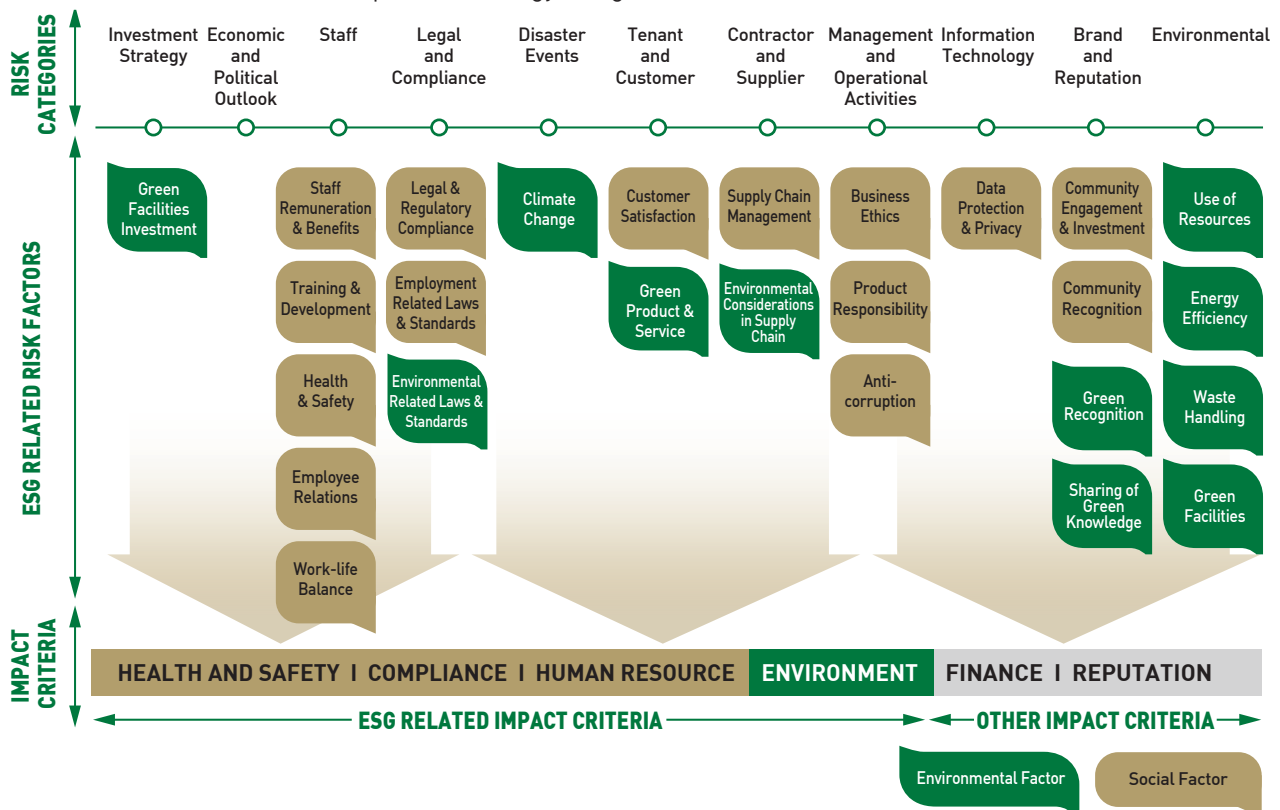 RISK
CATEGORIES
Investment
Strategy
Economic
and
Political
Outlook
Staff
Legal
and
Compliance
Disaster
Events
Tenant
and
Customer
Contractor
and
Supplier
Management
and
Operational
Activities
Information
Technology
Brand
and
Reputation
Environmental
ESG RELATED RISK FACTORS
Green
Facilities
Investment
Staff
Remuneration
& Benefits
Training &
Development
Health
& Safety
Employee
Relations
Work-life
Balance
Legal &
Regulatory
Compliance
Employment
Related Laws
& Standards
Environmental
Related Laws &
Standards
Climate
Change
Customer
Satisfaction
Green
Product &
Service
Supply Chain
Management
Environmental
Considerations
in Supply
Chain
Business
Ethics
Product
Responsibility
Anti-
corruption
Data
Protection
& Privacy
Community
Engagement
& Investment
Community
Recognition
Green
Recognition
Sharing of
Green
Knowledge
Use of
Resources
Energy
Efficiency
Waste
Handling
Green
Facilities
IMPACT
CRITERIA
HEALTH AND SAFETY I COMPLIANCE I HUMAN RESOURCE ENVIRONMENT FINANCE I REPUTATION
ESG RELATED IMPACT CRITERIA
OTHER IMPACT CRITERIA
Environmental Factor
Social Factor